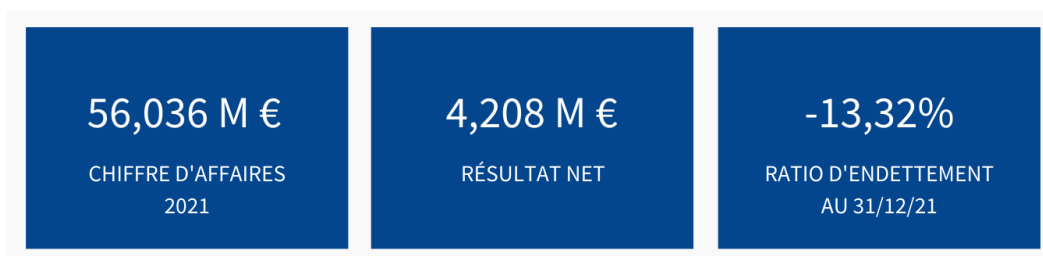 56,036 M €
CHIFFRE D'AFFAIRES
2021
4,208 M €
RÉSULTAT NET
-13,32%
RATIO D'ENDETTEMENT
AU 31/12/21